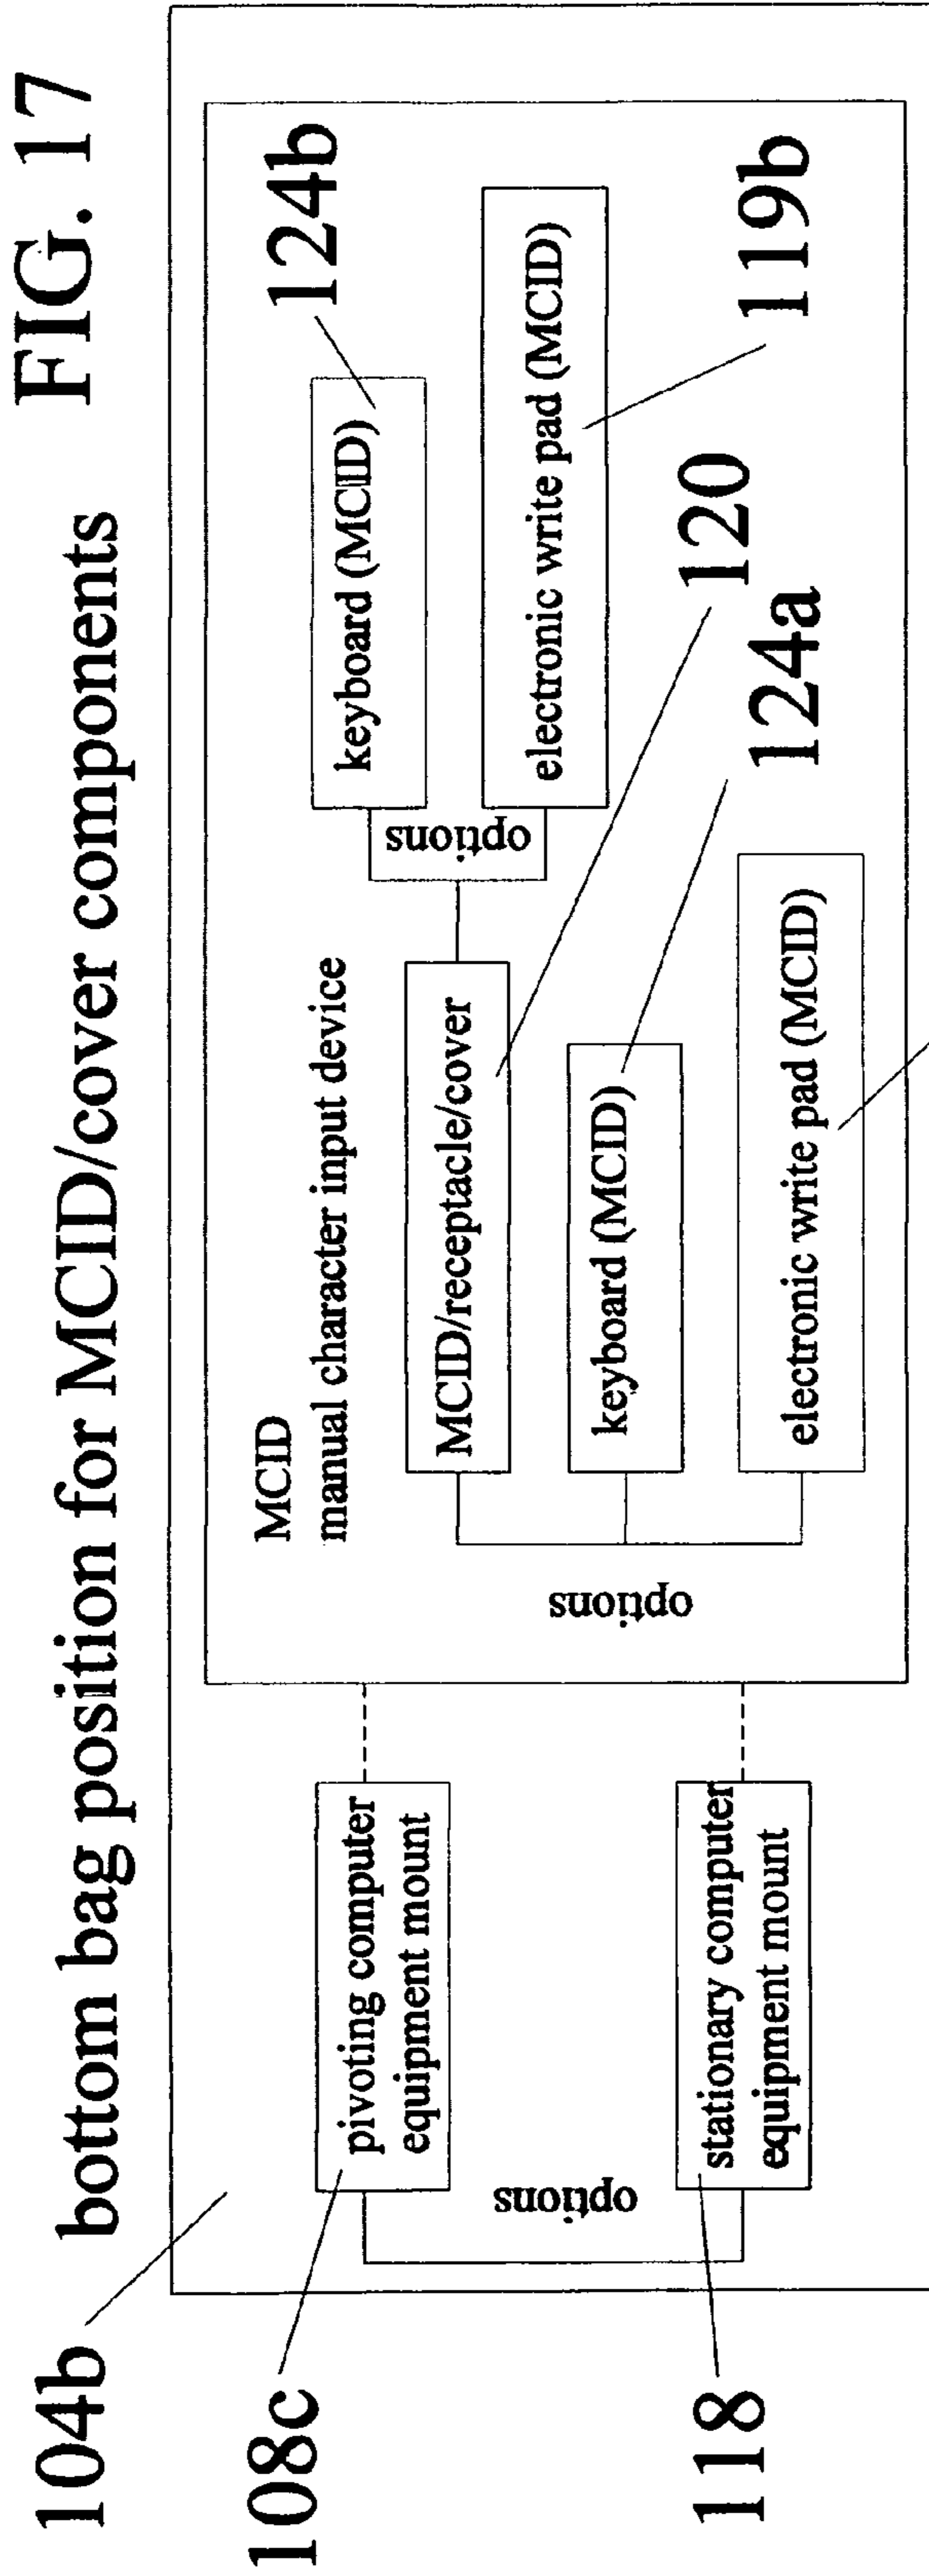 FIG. 17
104b
bottom bag position for MCID/cover components
108c
pivoting computer
equipment mount
options
118
stationary computer
equipment mount
MCID
manual character input device
options
MCID/receptacle/cover
120
keyboard (MCID)
124a
electronic write pad (MCID)
options
keyboard (MCID)
124b
electronic write pad (MCID)
119b